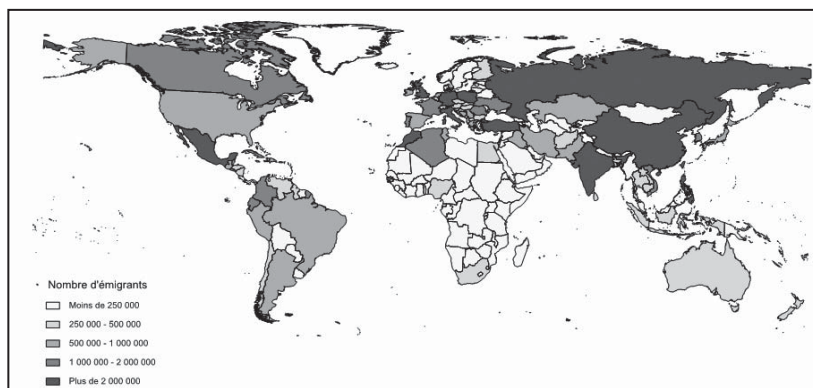 Nombre d'émigrants
Moins de 250 000
250 000 - 500 000
500 000 - 1 000 000
1 000 000 - 2 000 000
Plus de 2 000 000